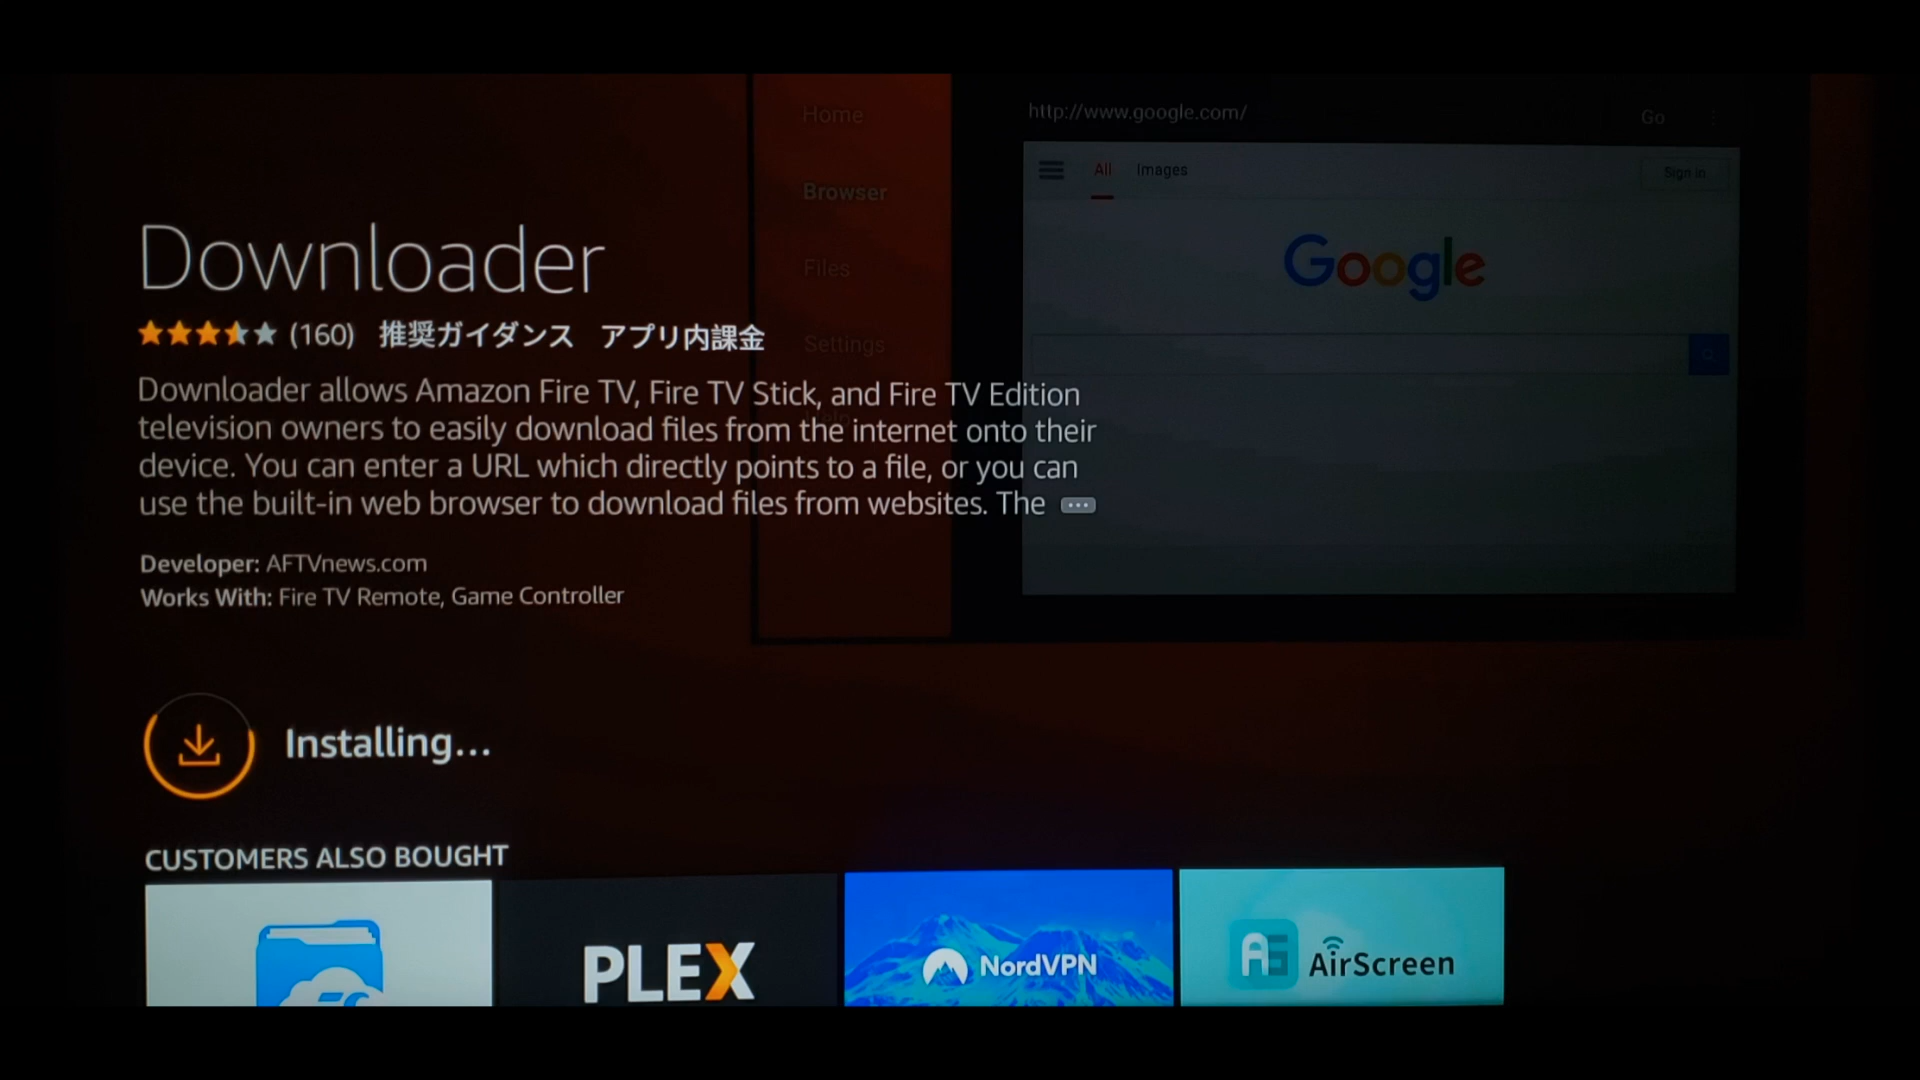 Home
http://www.google.com/
Go
All Images
Sign in
Browser
Google
Files
Settings
Help
Downloader
(160) 推奨ガイダンス アプリ内課金
Downloader allows Amazon Fire TV, Fire TV Stick, and Fire TV Edition
television owners to easily download files from the internet onto their
device. You can enter a URL which directly points to a file, or you can
use the built-in web browser to download files from websites. The
Developer: AFTVnews.com
Works With: Fire TV Remote, Game Controller
Installing...
CUSTOMERS ALSO BOUGHT
PLEX
NordVPN
AS AirScreen